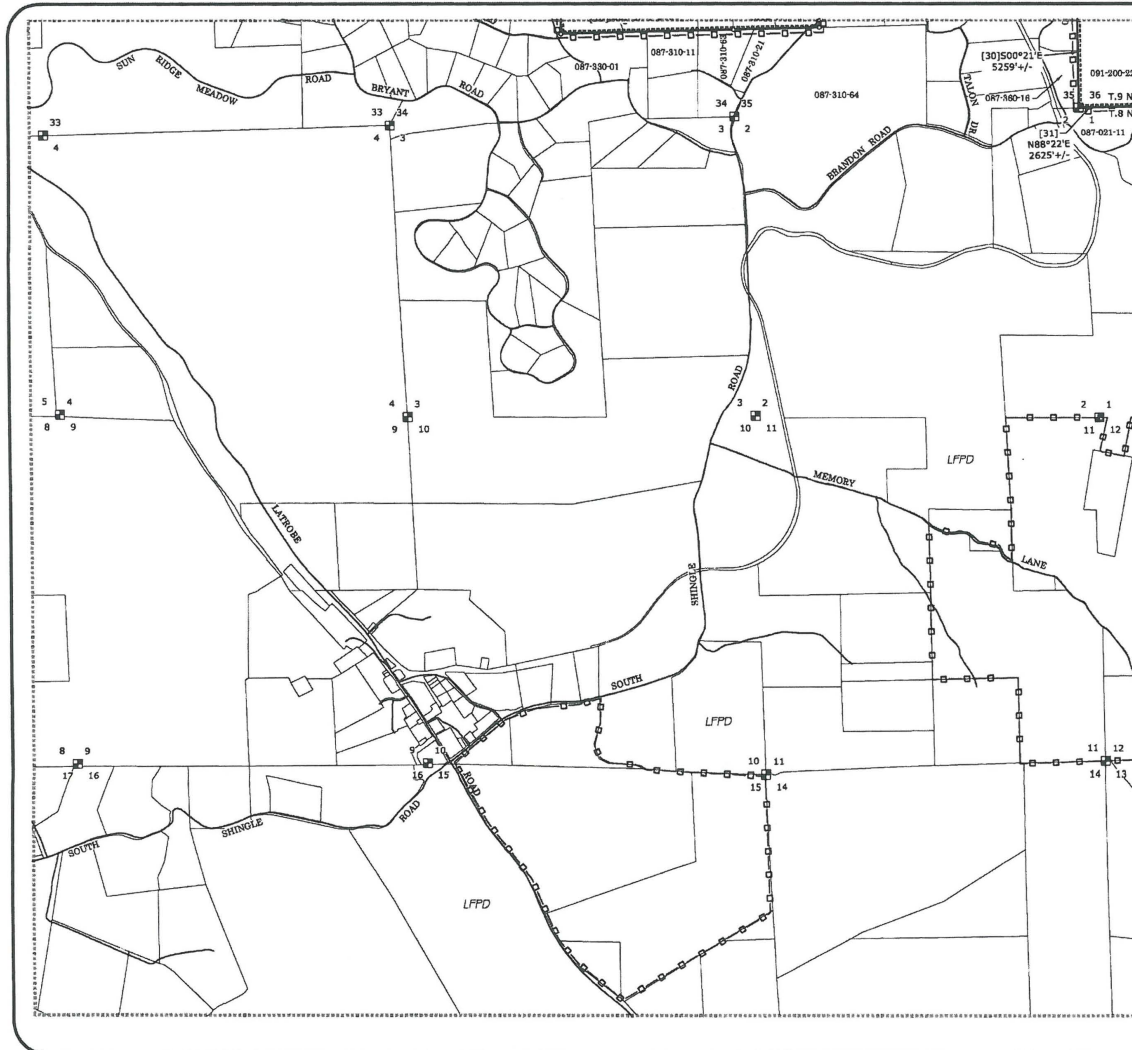 SUN RIDGE MEADOW ROAD
BRYANT ROAD
087-330-01
087-310-11
087-310-63
087-310-21
087-310-64
TALON DR
[30]S00°21'E
5259'+/-
087-360-16
091-200-22
35 36
T.9 N
T.8 N
2 1
087-021-11
[31]
N88°22'E
2625'+/-
33
4
33 34
4 3
34 35
3 2
BRANDON ROAD
5 4
8 9
4 3
9 10
3 2
10 11
2 1
11 12
ROAD
LFPD
MEMORY
LANE
LATROBE
SHINGLE
SOUTH
LFPD
8 9
17 16
9 10
16 15
10 11
15 14
11 12
14 13
ROAD
SOUTH
SHINGLE
ROAD
LFPD